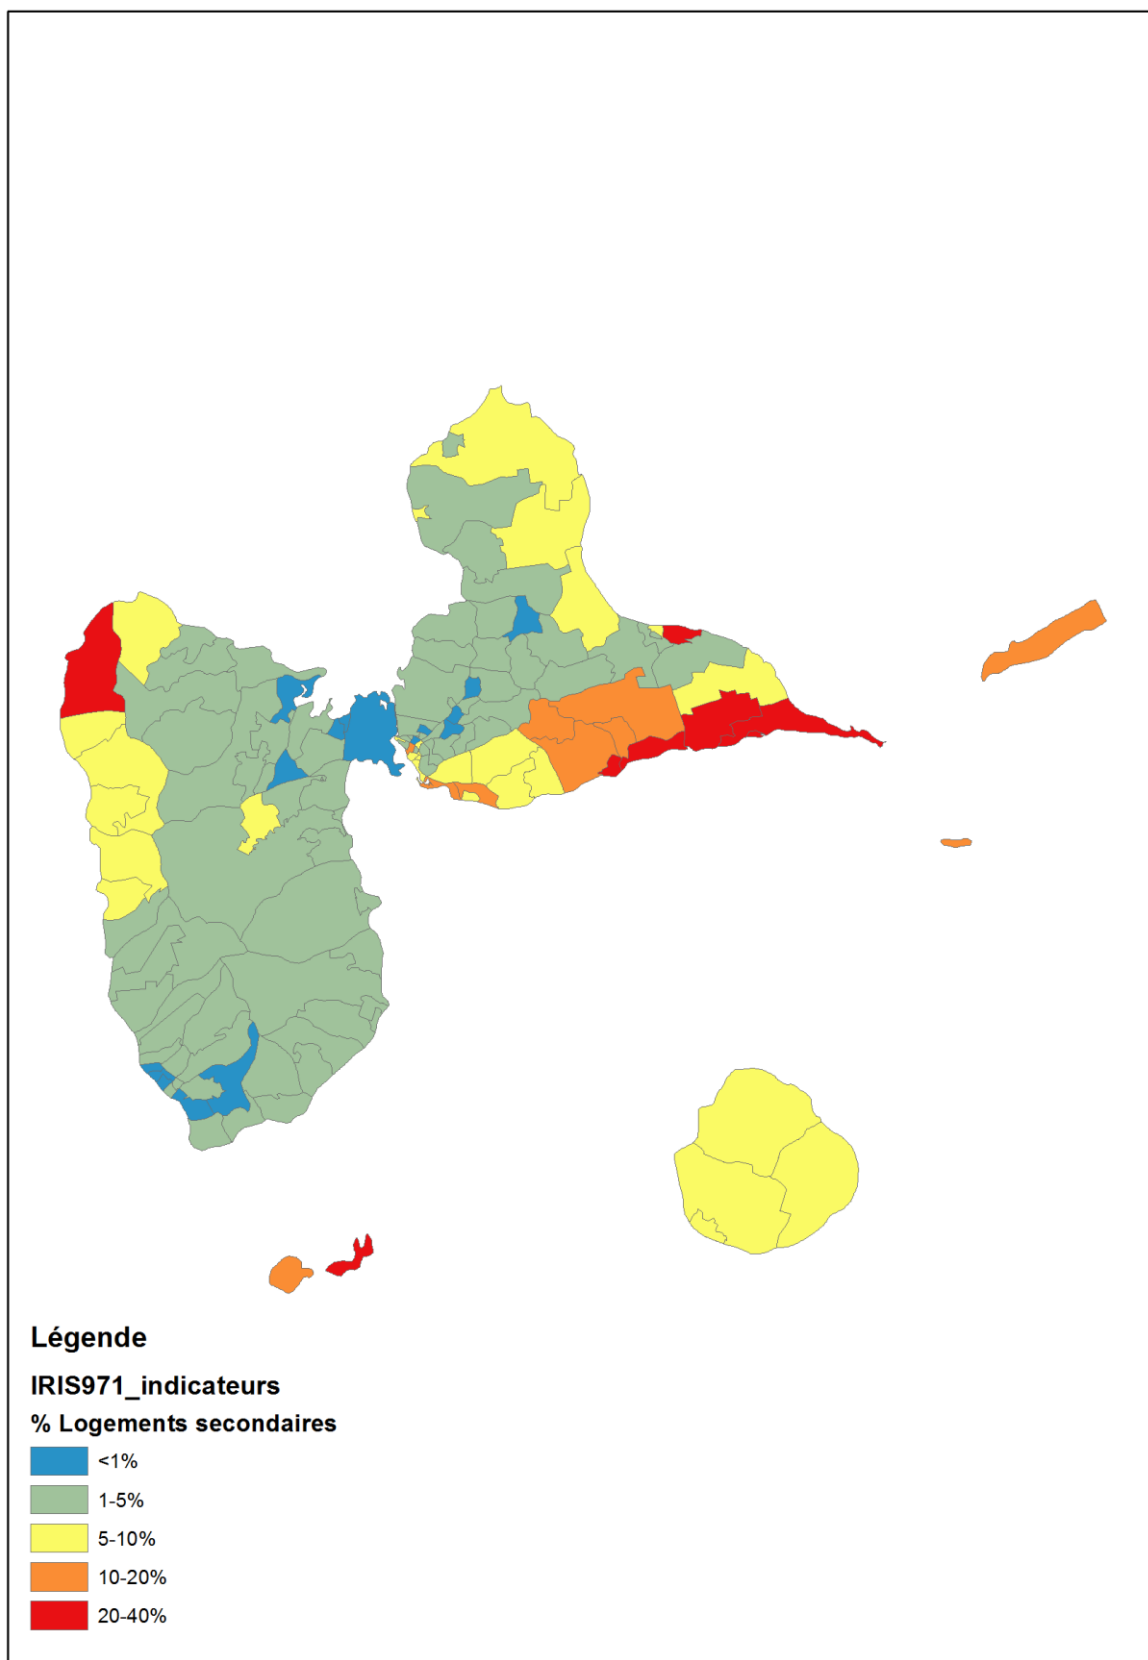 Légende
IRIS971_indicateurs
% Logements secondaires
<1%
1-5%
5-10%
10-20%
20-40%